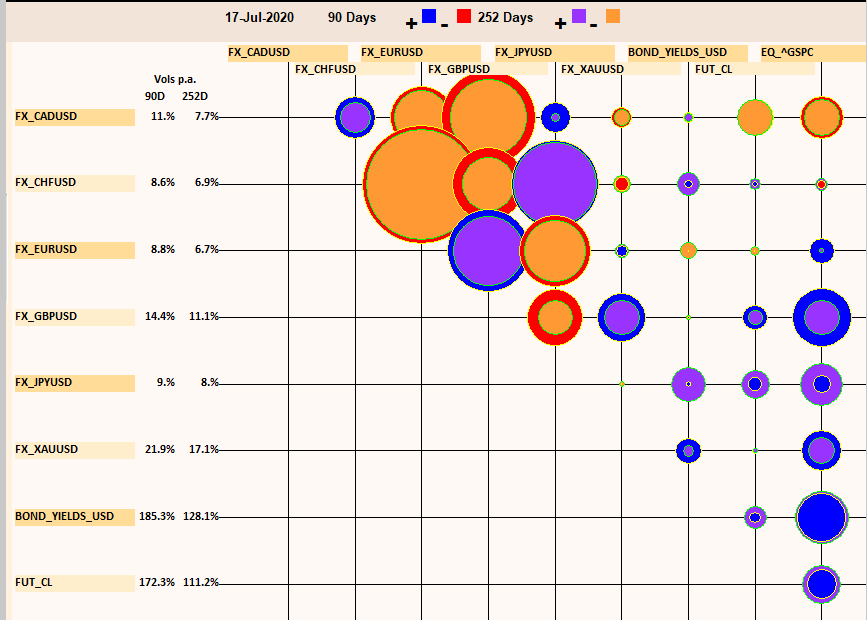 17-Jul-2020 90 Days + - 252 Days + -
FX_CADUSD FX_EURUSD FX_JPYUSD BOND_YIELDS_USD EQ_^GSPC
FX_CHFUSD FX_GBPUSD FX_XAUUSD FUT_CL
Vols p.a.
90D 252D
FX_CADUSD 11.1% 7.7%
FX_CHFUSD 8.6% 6.9%
FX_EURUSD 8.8% 6.7%
FX_GBPUSD 14.4% 11.1%
FX_JPYUSD 9.% 8.%
FX_XAUUSD 21.9% 17.1%
BOND_YIELDS_USD 185.3% 128.1%
FUT_CL 172.3% 111.2%